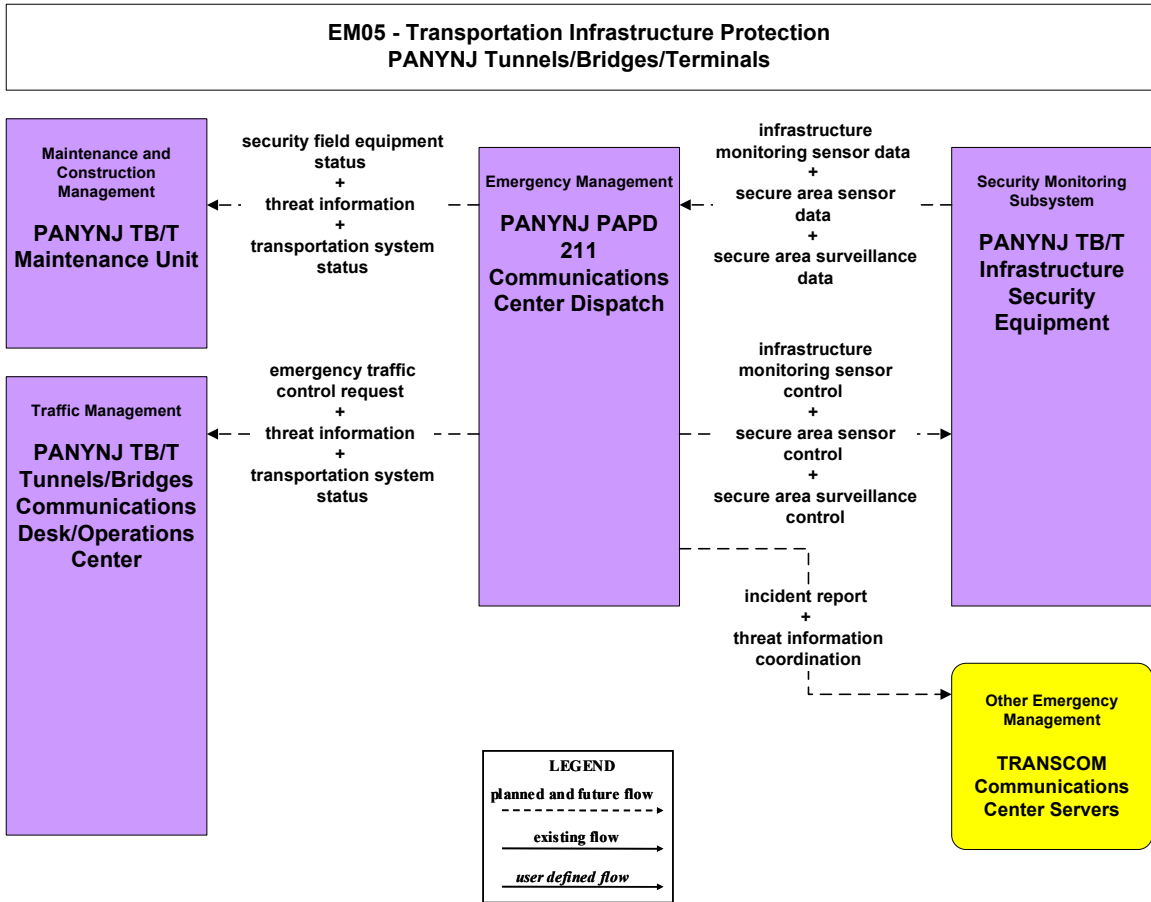 EM05 - Transportation Infrastructure Protection
PANYNJ Tunnels/Bridges/Terminals
Maintenance and
Construction
Management
PANYNJ TB/T
Maintenance Unit
security field equipment
status
+
threat information
+
transportation system
status
Emergency Management
PANYNJ PAPD
211
Communications
Center Dispatch
infrastructure
monitoring sensor data
+
secure area sensor
data
+
secure area surveillance
data
Security Monitoring
Subsystem
PANYNJ TB/T
Infrastructure
Security
Equipment
Traffic Management
PANYNJ TB/T
Tunnels/Bridges
Communications
Desk/Operations
Center
emergency traffic
control request
+
threat information
+
transportation system
status
infrastructure
monitoring sensor
control
+
secure area sensor
control
+
secure area surveillance
control
incident report
+
threat information
coordination
Other Emergency
Management
TRANSCOM
Communications
Center Servers
LEGEND
planned and future flow
existing flow
user defined flow